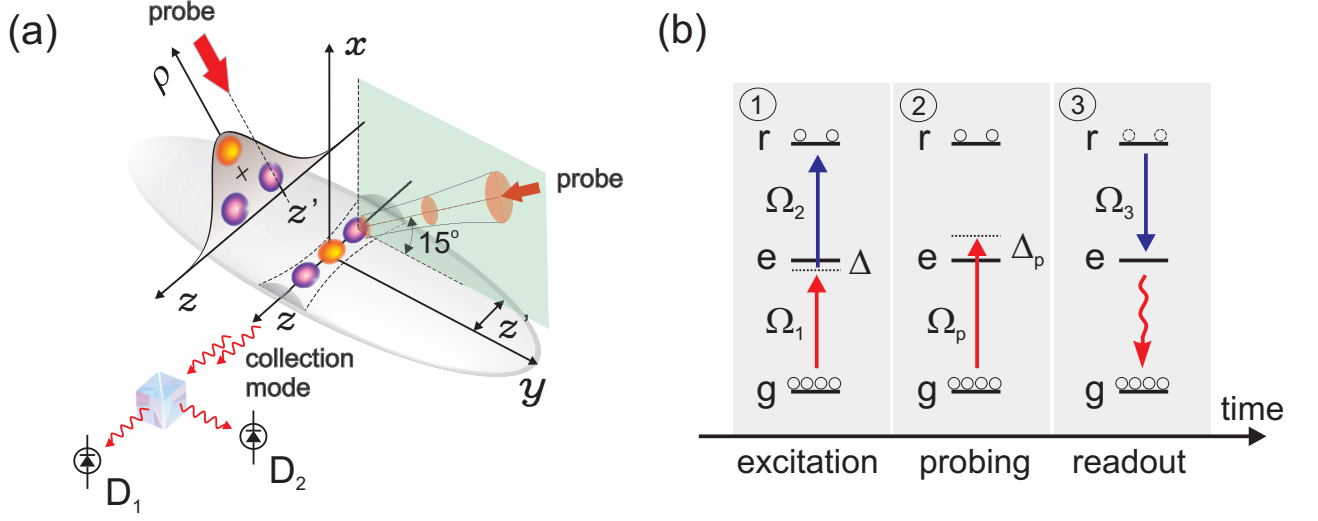 (a)
probe
ρ
x
probe
+
z'
15°
z
z
z'
y
collection
mode
D₁
D₂
(b)
1
2
3
r
r
r
Ω₂
Ω₃
e
Δ
e
Δₚ
e
Ω₁
Ωₚ
g
g
g
time
excitation
probing
readout